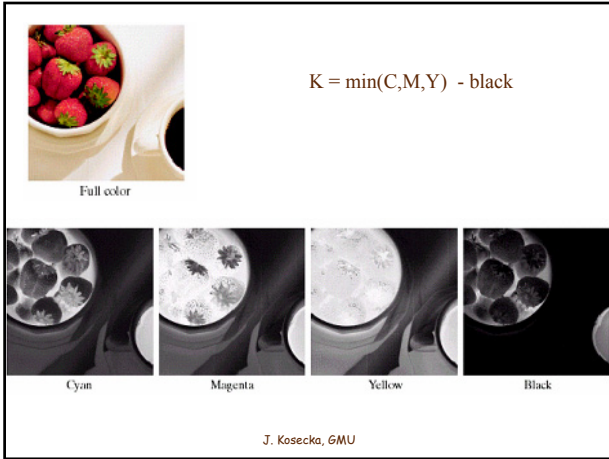 K = min(C,M,Y) - black
Full color
Cyan Magenta Yellow Black
J. Kosecka, GMU